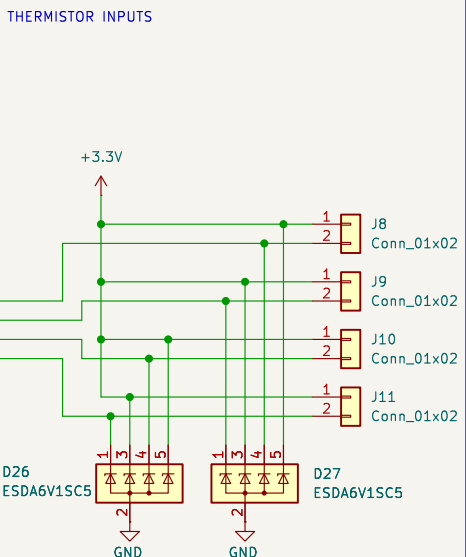 THERMISTOR INPUTS
+3.3V
1 J8
2 Conn_01x02
1 J9
2 Conn_01x02
1 J10
2 Conn_01x02
1 J11
2 Conn_01x02
1 3 4 5
D26
ESDA6V1SC5
2
GND
1 3 4 5
D27
ESDA6V1SC5
2
GND